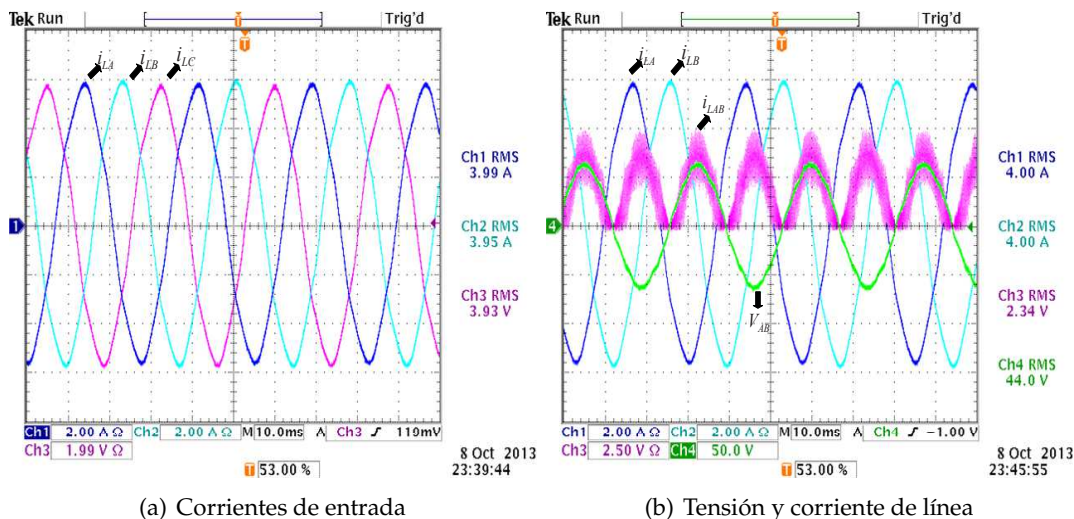 Tek Run Trig'd
T
T
i_LA i_LB i_LC
1
Ch1 RMS
3.99 A
Ch2 RMS
3.95 A
Ch3 RMS
3.93 V
Ch1 2.00 A Ω Ch2 2.00 A Ω M 10.0ms A Ch3 ∫ 119mV
Ch3 1.99 V Ω
8 Oct 2013
23:39:44
T 53.00 %
(a) Corrientes de entrada
Tek Run Trig'd
T
T
i_LA i_LB
i_LAB
4
V_AB
Ch1 RMS
4.00 A
Ch2 RMS
4.00 A
Ch3 RMS
2.34 V
Ch4 RMS
44.0 V
Ch1 2.00 A Ω Ch2 2.00 A Ω M 10.0ms A Ch4 ∫ -1.00 V
Ch3 2.50 V Ω Ch4 50.0 V
8 Oct 2013
23:45:55
T 53.00 %
(b) Tensión y corriente de línea